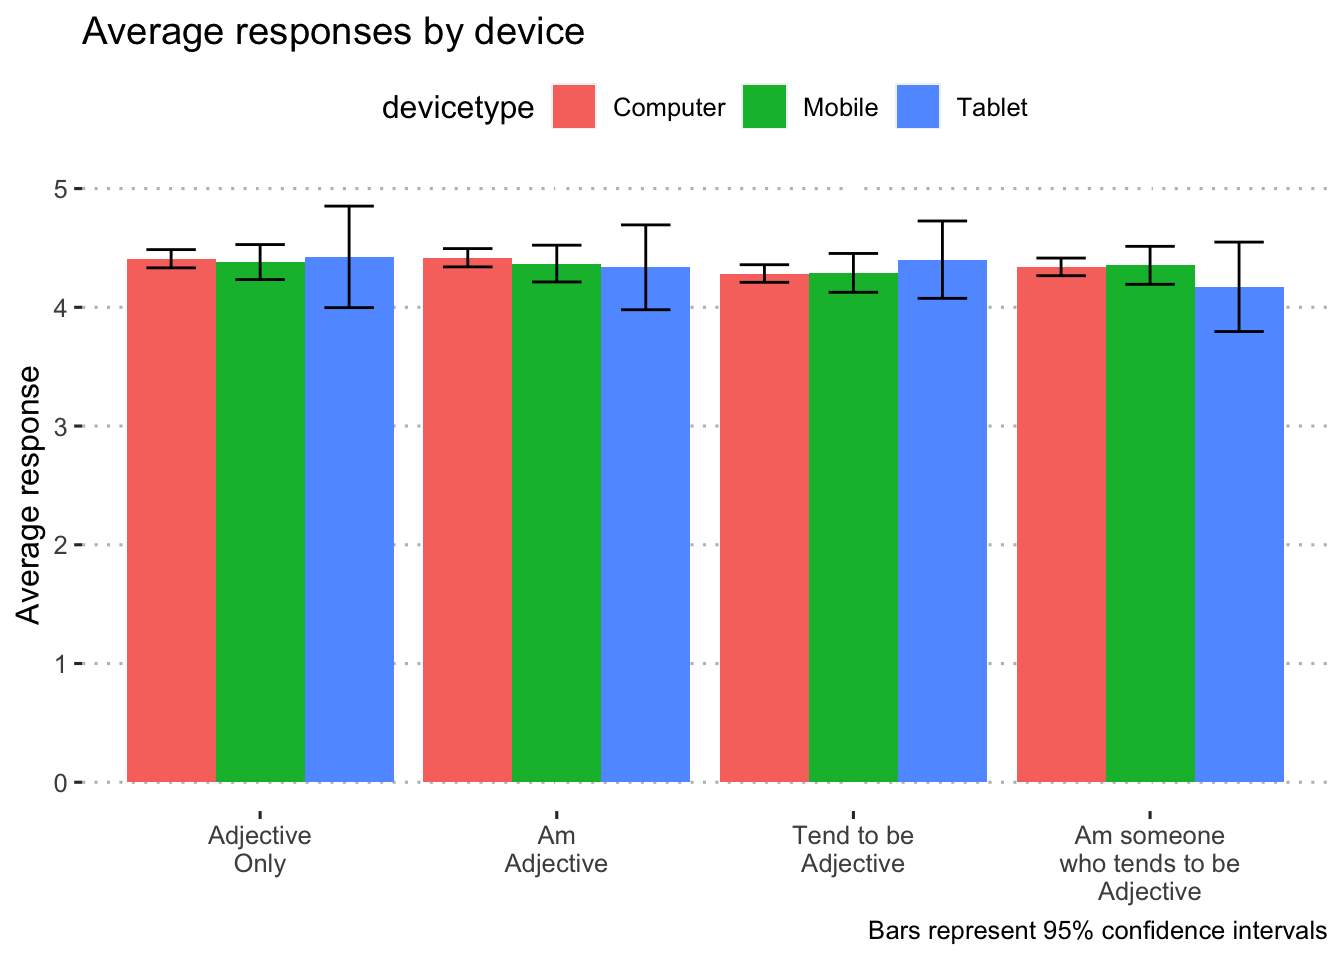 Average responses by device
devicetype Computer Mobile Tablet
Average response
5
4
3
2
1
0
Adjective
Only
Am
Adjective
Tend to be
Adjective
Am someone
who tends to be
Adjective
Bars represent 95% confidence intervals